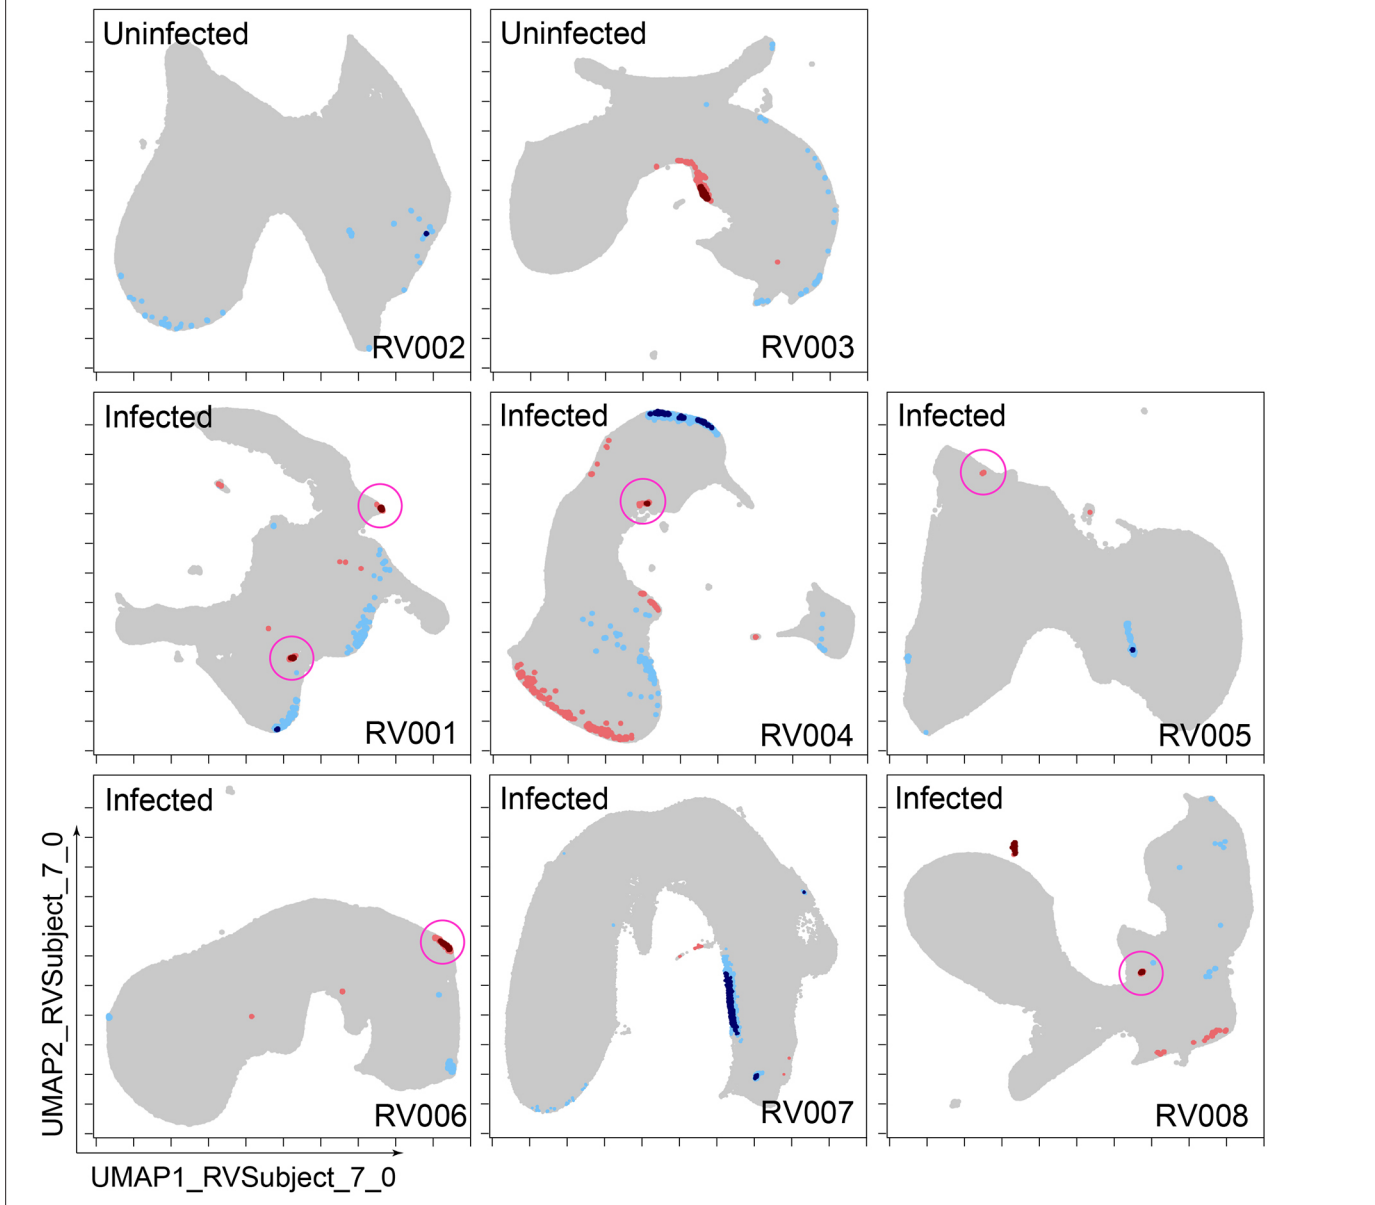 Uninfected
RV002
Uninfected
RV003
Infected
RV001
Infected
RV004
Infected
RV005
Infected
RV006
Infected
RV007
Infected
RV008
UMAP2_RVSubject_7_0
UMAP1_RVSubject_7_0